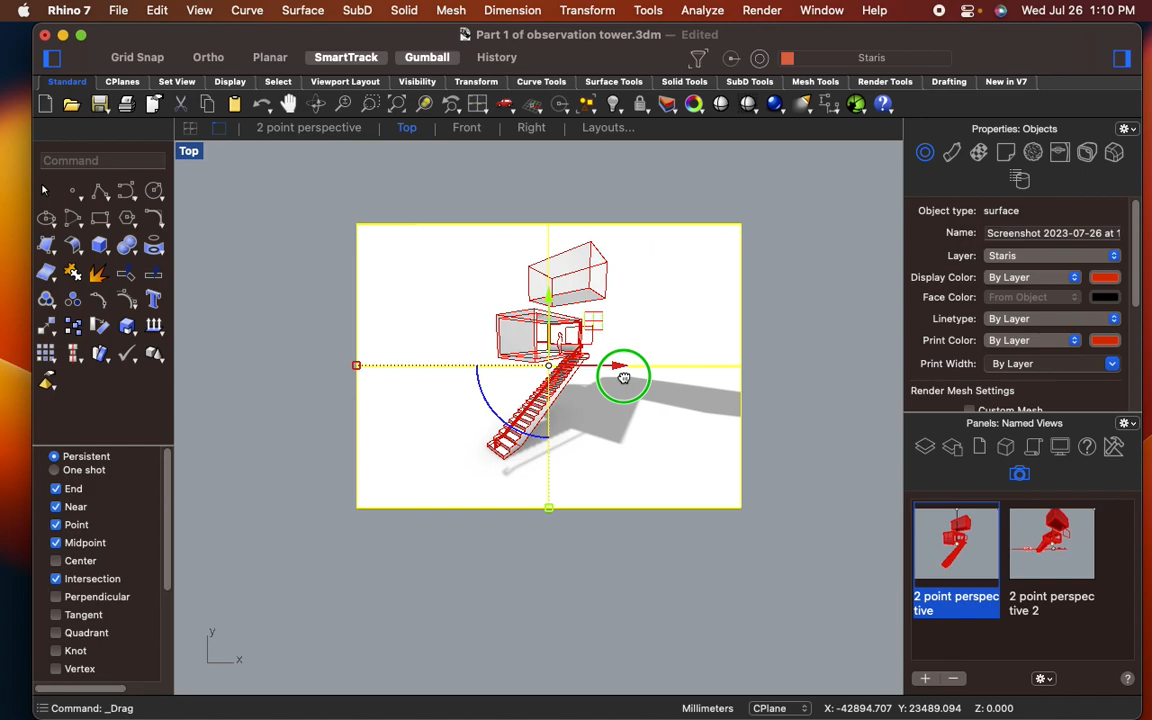 Rhino 7 File Edit View Curve Surface SubD Solid Mesh Dimension Transform Tools Analyze Render Window Help Wed Jul 26 1:10 PM
Part 1 of observation tower.3dm — Edited
Grid Snap Ortho Planar SmartTrack Gumball History Staris
Standard CPlanes Set View Display Select Viewport Layout Visibility Transform Curve Tools Surface Tools Solid Tools SubD Tools Mesh Tools Render Tools Drafting New in V7
2 point perspective Top Front Right Layouts...
Properties: Objects
Top
Command
Object type: surface
Name: Screenshot 2023-07-26 at 1
Layer: Staris
Display Color: By Layer
Face Color: From Object
Linetype: By Layer
Print Color: By Layer
Print Width: By Layer
Render Mesh Settings
Custom Mesh
Panels: Named Views
Persistent
One shot
End
Near
Point
Midpoint
Center
Intersection
Perpendicular
Tangent
Quadrant
Knot
Vertex
2 point perspec
tive
2 point perspec
tive 2
y
x
Command: _Drag
Millimeters CPlane X: -42894.707 Y: 23489.094 Z: 0.000